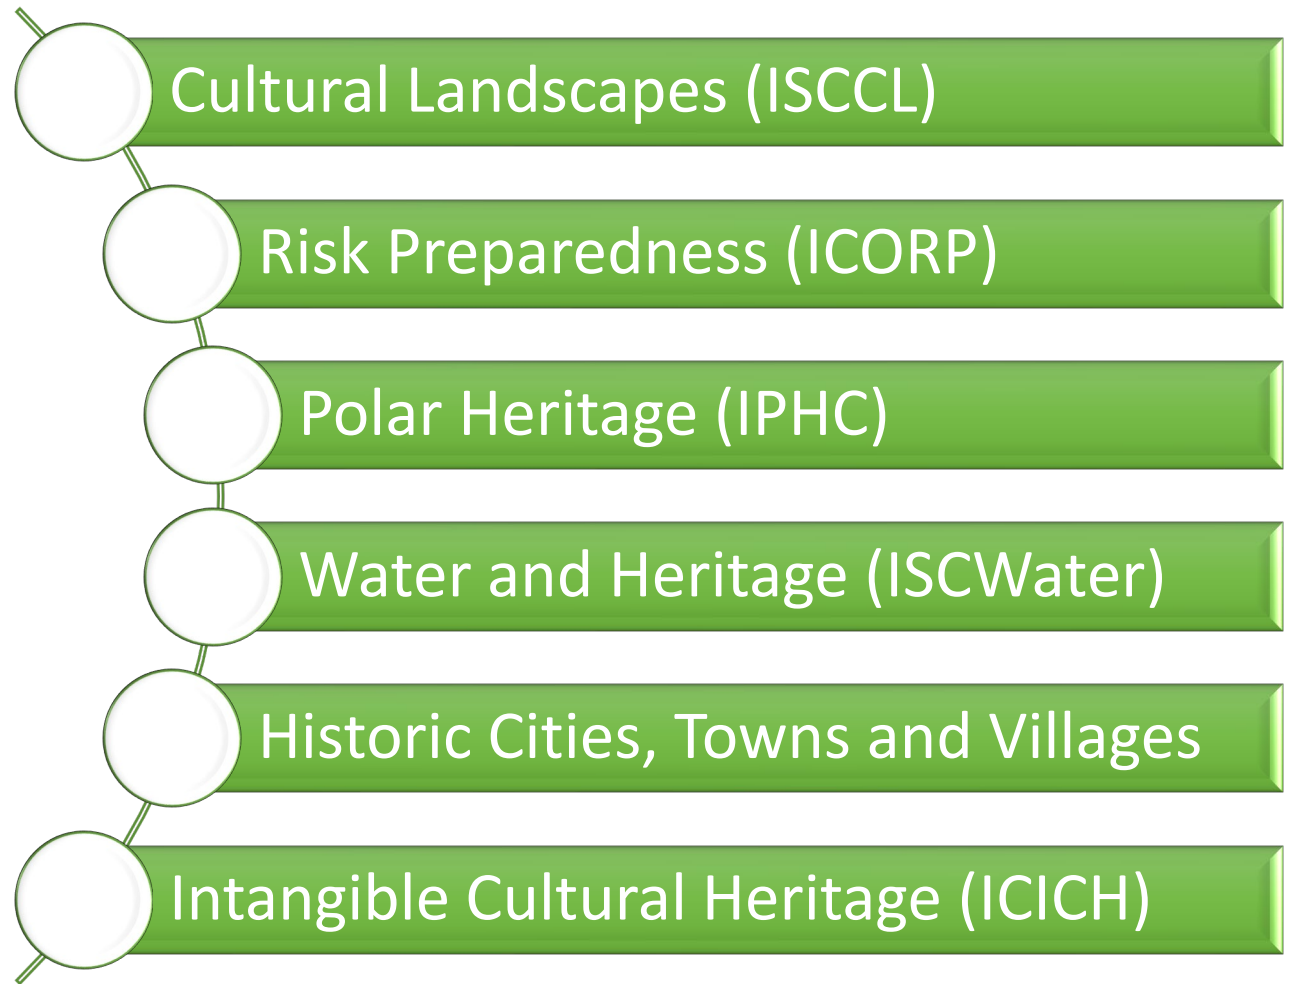 Cultural Landscapes (ISCCL)
Risk Preparedness (ICORP)
Polar Heritage (IPHC)
Water and Heritage (ISCWater)
Historic Cities, Towns and Villages
Intangible Cultural Heritage (ICICH)